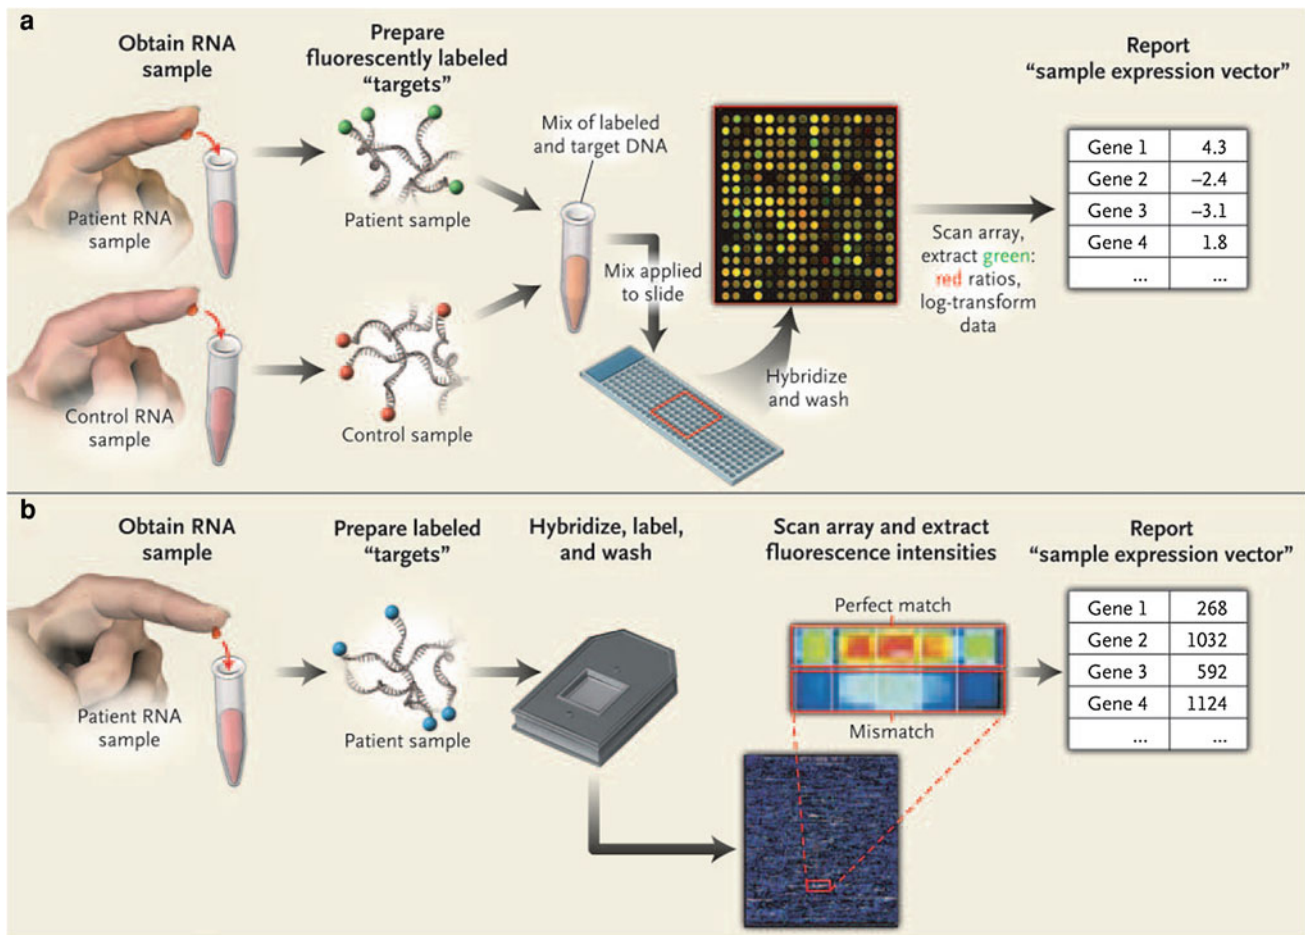 a
Obtain RNA
sample
Patient RNA
sample
Control RNA
sample
Prepare
fluorescently labeled
“targets”
Patient sample
Control sample
Mix of labeled
and target DNA
Mix applied
to slide
Hybridize
and wash
Scan array,
extract green:
red ratios,
log-transform
data
Report
“sample expression vector”
Gene 1 4.3
Gene 2 –2.4
Gene 3 –3.1
Gene 4 1.8
... ...
b
Obtain RNA
sample
Patient RNA
sample
Prepare labeled
“targets”
Patient sample
Hybridize, label,
and wash
Scan array and extract
fluorescence intensities
Perfect match
Mismatch
Report
“sample expression vector”
Gene 1 268
Gene 2 1032
Gene 3 592
Gene 4 1124
... ...